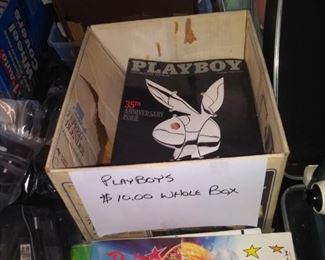 PLAYBOY
35TH
ANNIVERSARY
ISSUE
PLAYBOY'S
$10.00 WHOLE BOX